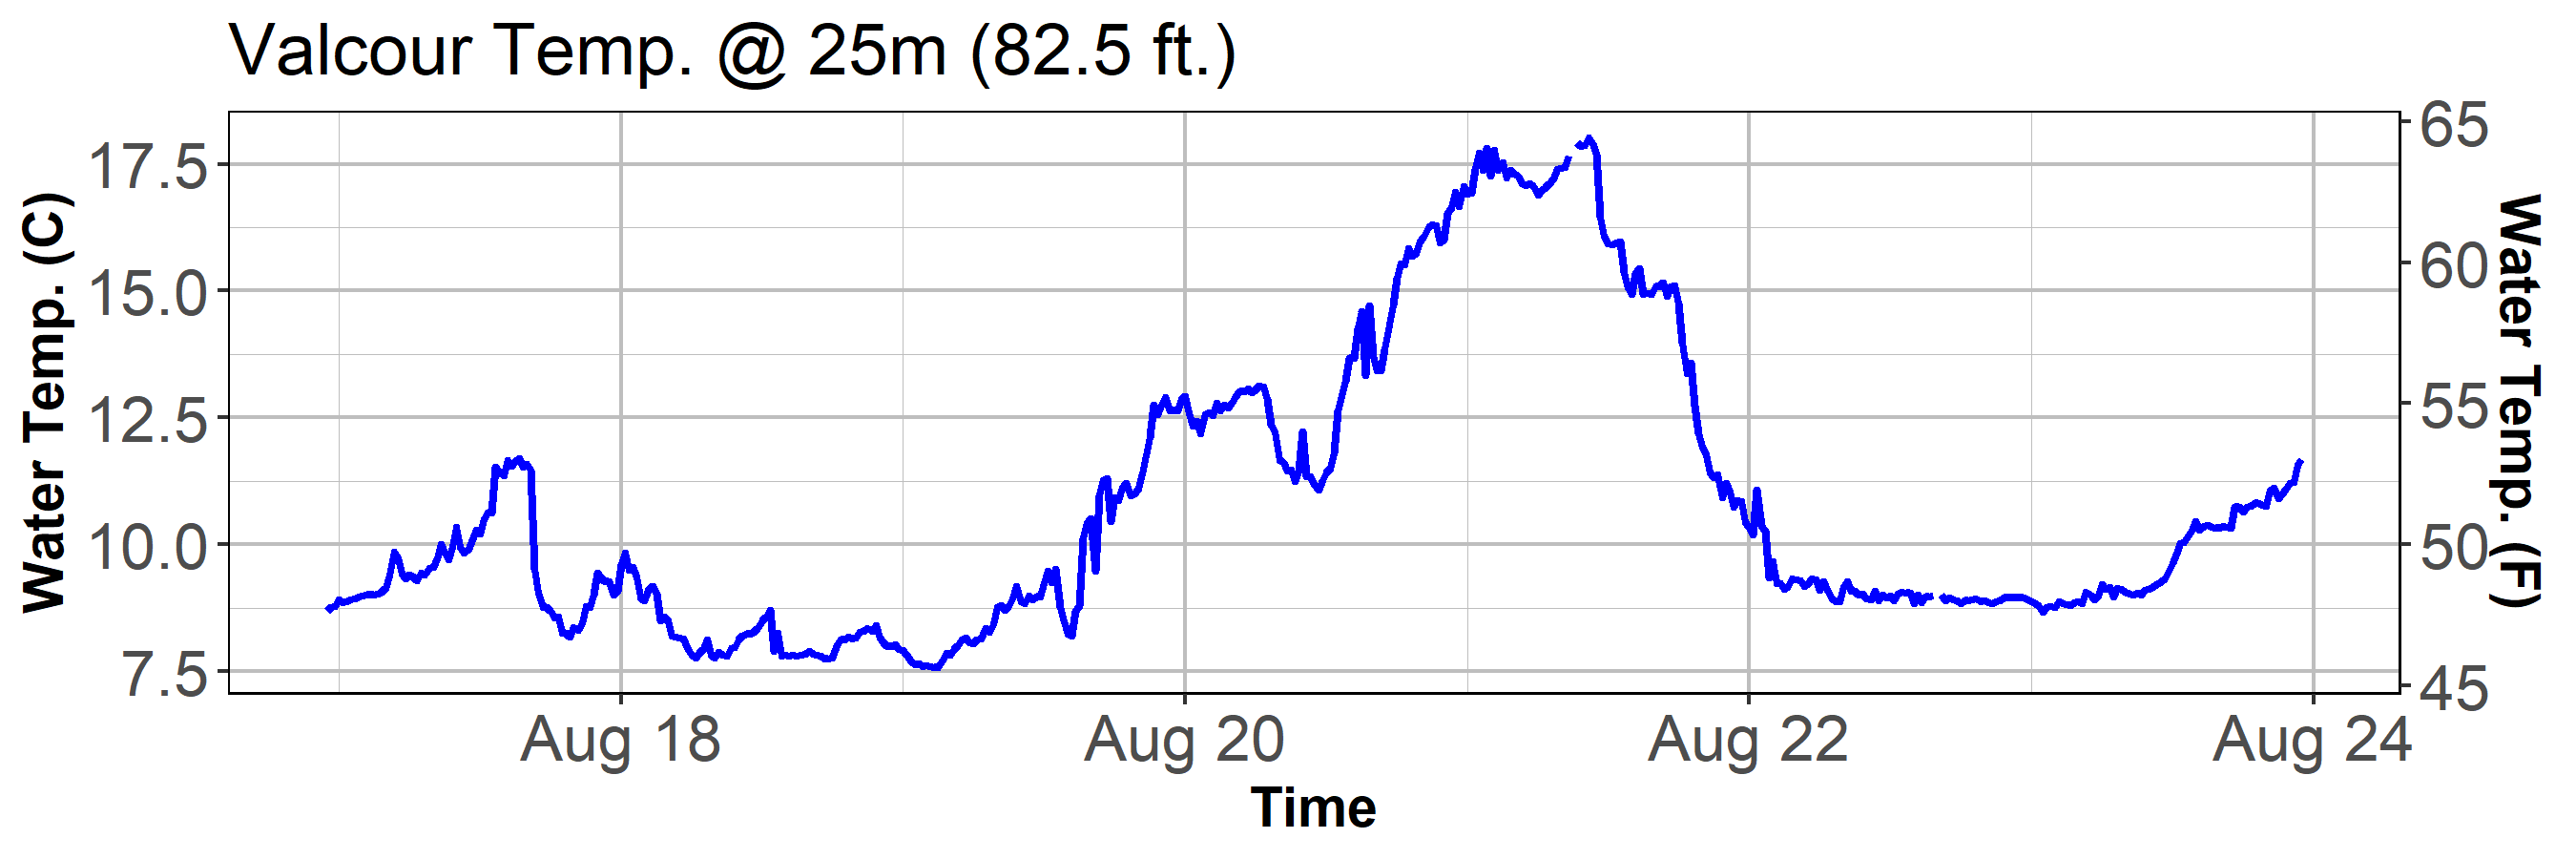 Valcour Temp. @ 25m (82.5 ft.)
Water Temp. (C)
17.5
15.0
12.5
10.0
7.5
65
60
55
50
45
Water Temp. (F)
Aug 18
Aug 20
Aug 22
Aug 24
Time